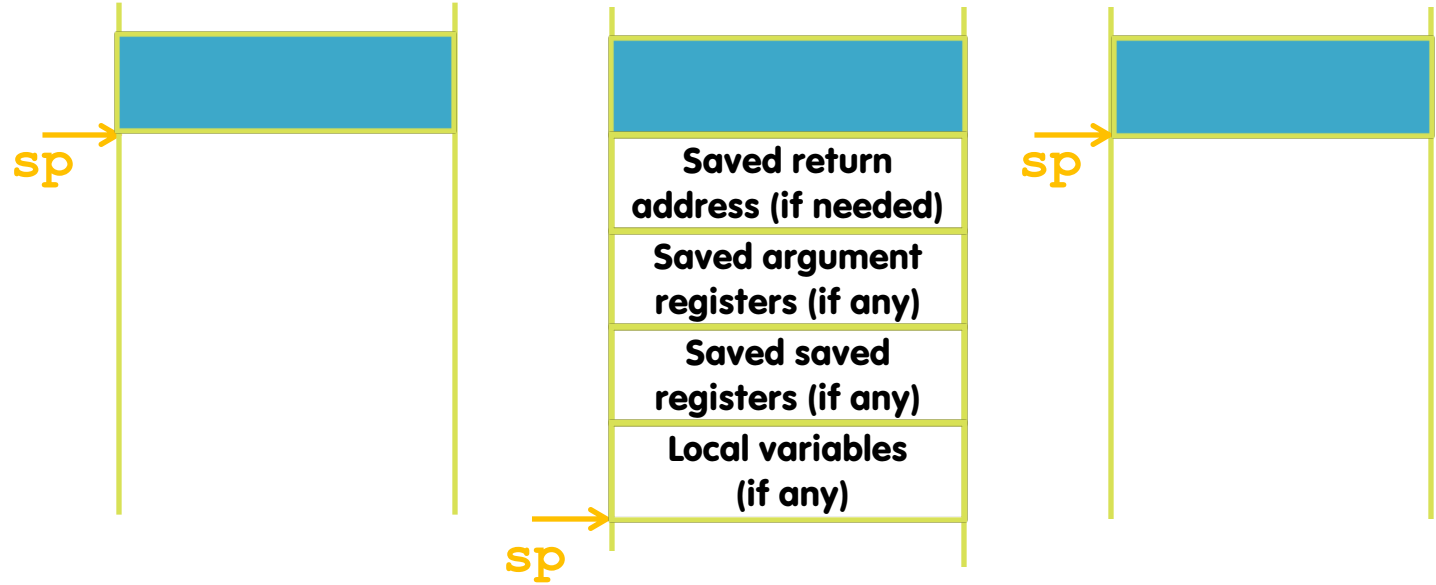 sp
Saved return
address (if needed)
Saved argument
registers (if any)
Saved saved
registers (if any)
Local variables
(if any)
sp
sp